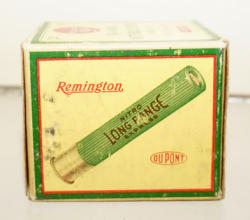 Remington,
NITRO
LONG RANGE
EXPRESS
DU PONT